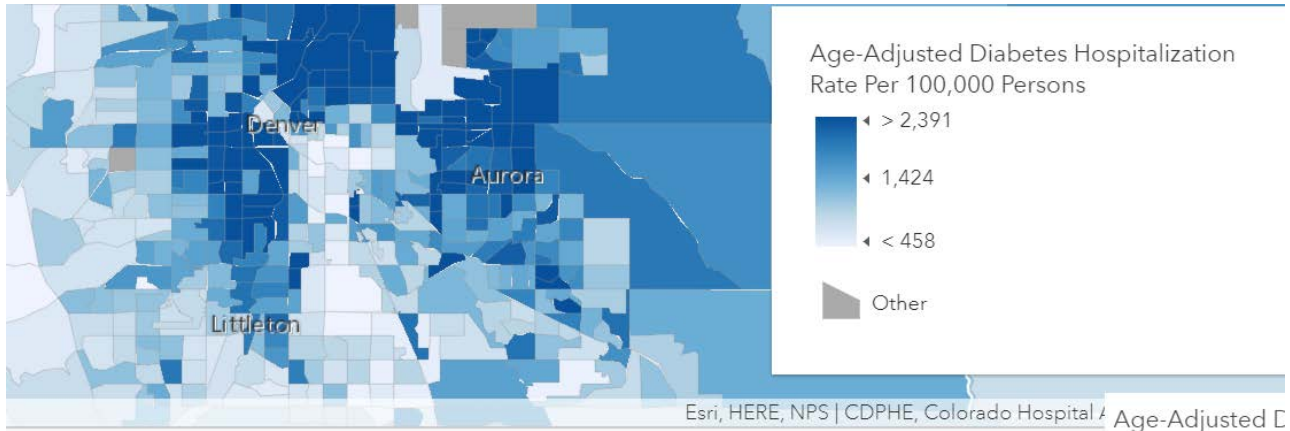 Age-Adjusted Diabetes Hospitalization
Rate Per 100,000 Persons
> 2,391
1,424
< 458
Other
Denver
Aurora
Littleton
Esri, HERE, NPS | CDPHE, Colorado Hospital
Age-Adjusted